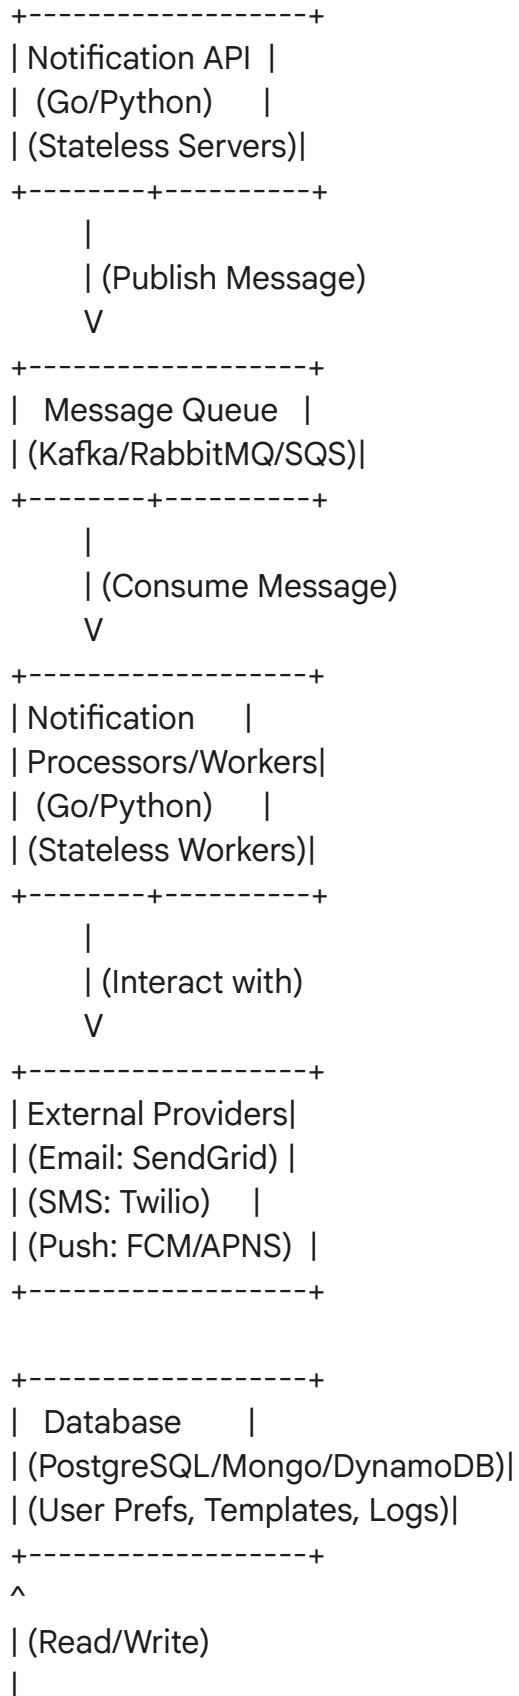 +-------------------+
| Notification API  |
|  (Go/Python)      |
| (Stateless Servers)|
+--------+----------+
         |
         | (Publish Message)
         V
+-------------------+
|   Message Queue   |
| (Kafka/RabbitMQ/SQS)|
+--------+----------+
         |
         | (Consume Message)
         V
+-------------------+
| Notification      |
| Processors/Workers|
|  (Go/Python)      |
| (Stateless Workers)|
+--------+----------+
         |
         | (Interact with)
         V
+-------------------+
| External Providers|
| (Email: SendGrid) |
| (SMS: Twilio)     |
| (Push: FCM/APNS)  |
+-------------------+

+-------------------+
|   Database        |
| (PostgreSQL/Mongo/DynamoDB)|
| (User Prefs, Templates, Logs)|
+-------------------+
^
| (Read/Write)
|